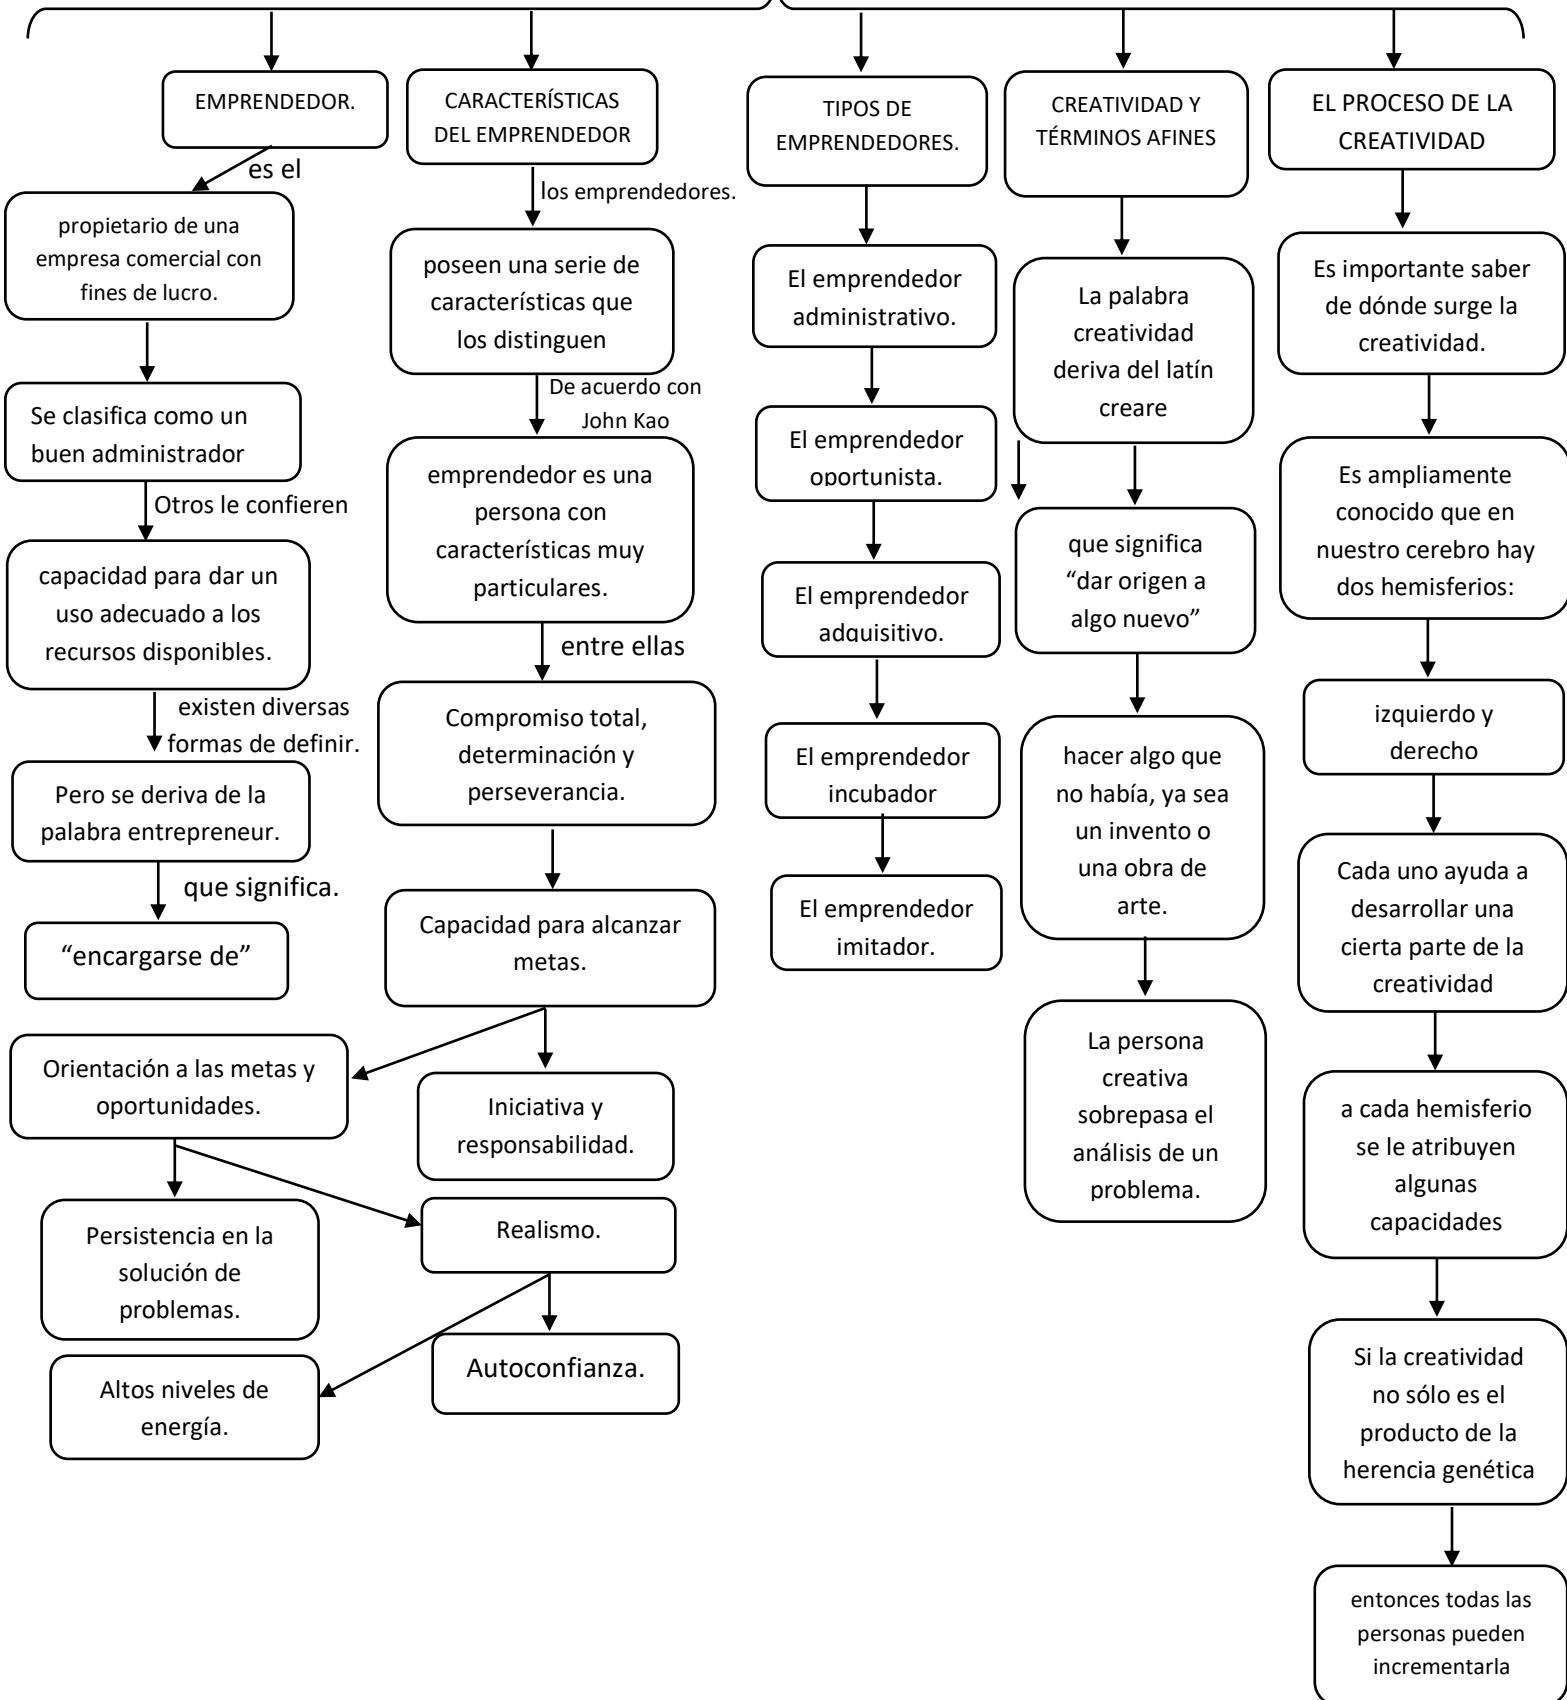 EMPRENDEDOR.
es el
propietario de una
empresa comercial con
fines de lucro.
Se clasifica como un
buen administrador
Otros le confieren
capacidad para dar un
uso adecuado a los
recursos disponibles.
existen diversas
formas de definir.
Pero se deriva de la
palabra entrepreneur.
que significa.
“encargarse de”
CARACTERÍSTICAS
DEL EMPRENDEDOR
los emprendedores.
poseen una serie de
características que
los distinguen
De acuerdo con
John Kao
emprendedor es una
persona con
características muy
particulares.
entre ellas
Compromiso total,
determinación y
perseverancia.
Capacidad para alcanzar
metas.
Orientación a las metas y
oportunidades.
Iniciativa y
responsabilidad.
Persistencia en la
solución de
problemas.
Realismo.
Altos niveles de
energía.
Autoconfianza.
TIPOS DE
EMPRENDEDORES.
El emprendedor
administrativo.
El emprendedor
oportunista.
El emprendedor
adquisitivo.
El emprendedor
incubador
El emprendedor
imitador.
CREATIVIDAD Y
TÉRMINOS AFINES
La palabra
creatividad
deriva del latín
creare
que significa
“dar origen a
algo nuevo”
hacer algo que
no había, ya sea
un invento o
una obra de
arte.
La persona
creativa
sobrepasa el
análisis de un
problema.
EL PROCESO DE LA
CREATIVIDAD
Es importante saber
de dónde surge la
creatividad.
Es ampliamente
conocido que en
nuestro cerebro hay
dos hemisferios:
izquierdo y
derecho
Cada uno ayuda a
desarrollar una
cierta parte de la
creatividad
a cada hemisferio
se le atribuyen
algunas
capacidades
Si la creatividad
no sólo es el
producto de la
herencia genética
entonces todas las
personas pueden
incrementarla